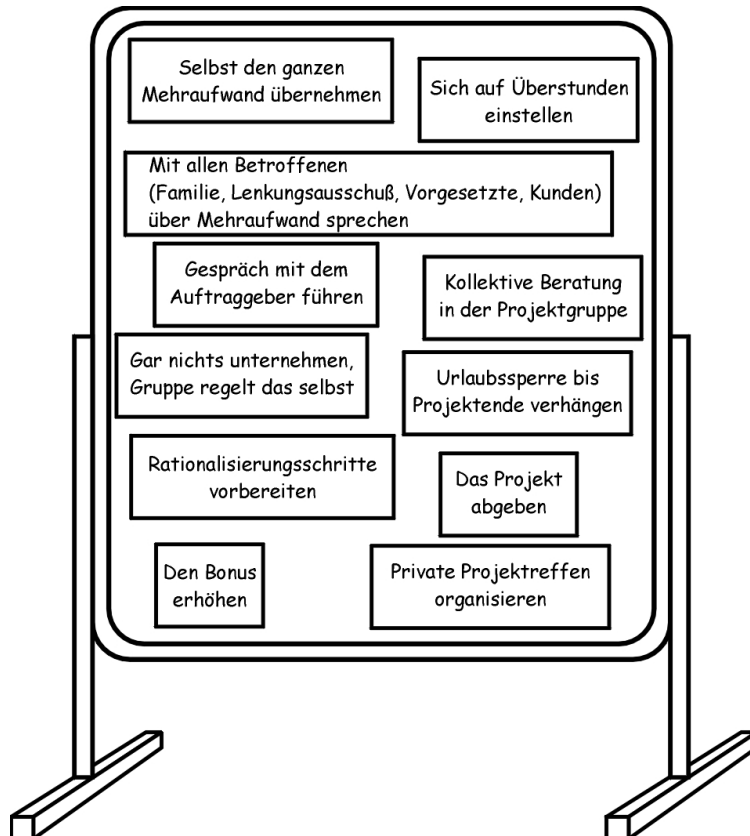 Selbst den ganzen
Mehraufwand übernehmen
Sich auf Überstunden
einstellen
Mit allen Betroffenen
(Familie, Lenkungsausschuß, Vorgesetzte, Kunden)
über Mehraufwand sprechen
Gespräch mit dem
Auftraggeber führen
Kollektive Beratung
in der Projektgruppe
Gar nichts unternehmen,
Gruppe regelt das selbst
Urlaubssperre bis
Projektende verhängen
Rationalisierungsschritte
vorbereiten
Das Projekt
abgeben
Den Bonus
erhöhen
Private Projektreffen
organisieren